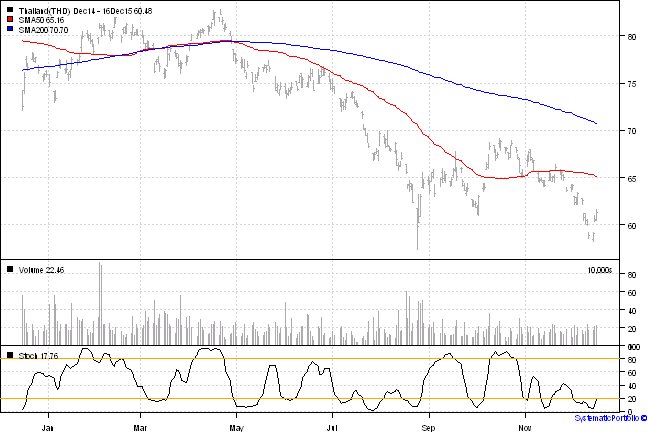 Thailand(THD) Dec14 - 16Dec15 60.48
SMA50 65.16
SMA200 70.70
80
75
70
65
60
Volume 22.46
10,000s
80
60
40
20
0
Stoch 17.76
100
80
60
40
20
0
Jan
Mar
May
Jul
Sep
Nov
SystematicPortfolio ©